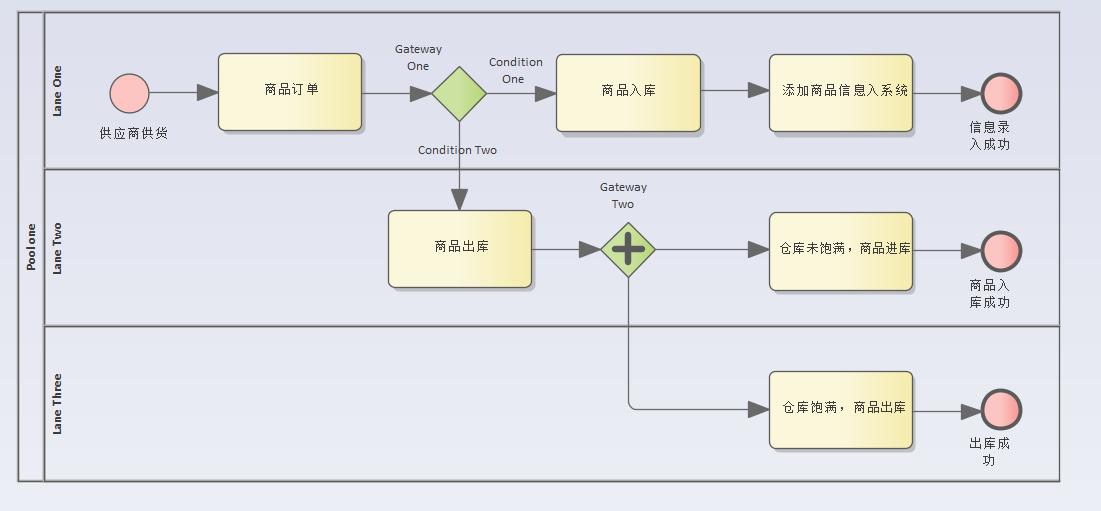 Pool one
Lane One
供应商供货
商品订单
Gateway
One
Condition
One
Condition Two
商品入库
添加商品信息入系统
信息录
入成功
Lane Two
商品出库
Gateway
Two
仓库未饱满，商品进库
商品入
库成功
Lane Three
仓库饱满，商品出库
出库成
功